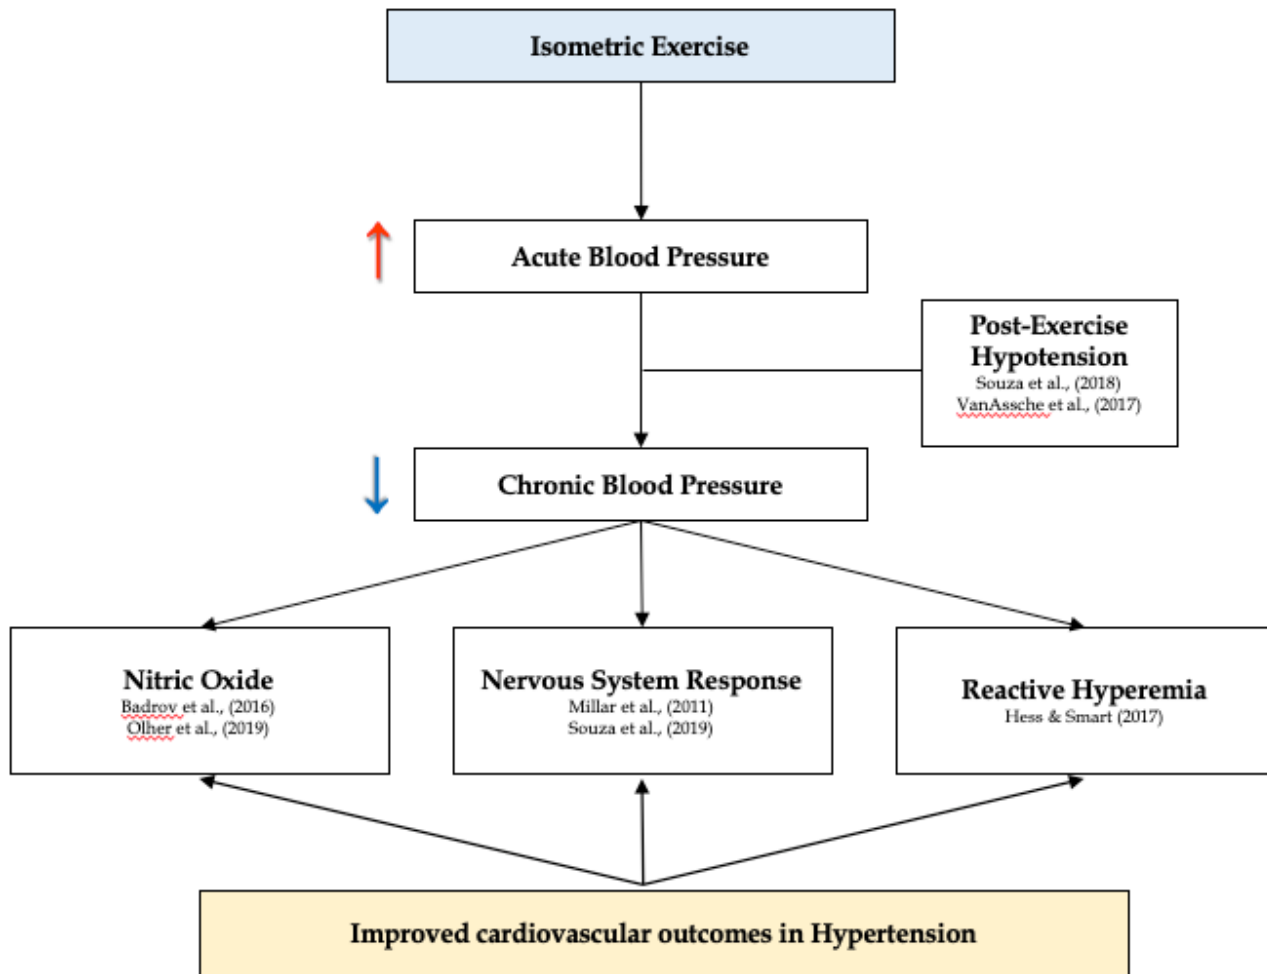 Isometric Exercise
Acute Blood Pressure
Post-Exercise
Hypotension
Souza et al., (2018)
VanAssche et al., (2017)
Chronic Blood Pressure
Nitric Oxide
Badrov et al., (2016)
Olher et al., (2019)
Nervous System Response
Millar et al., (2011)
Souza et al., (2019)
Reactive Hyperemia
Hess & Smart (2017)
Improved cardiovascular outcomes in Hypertension